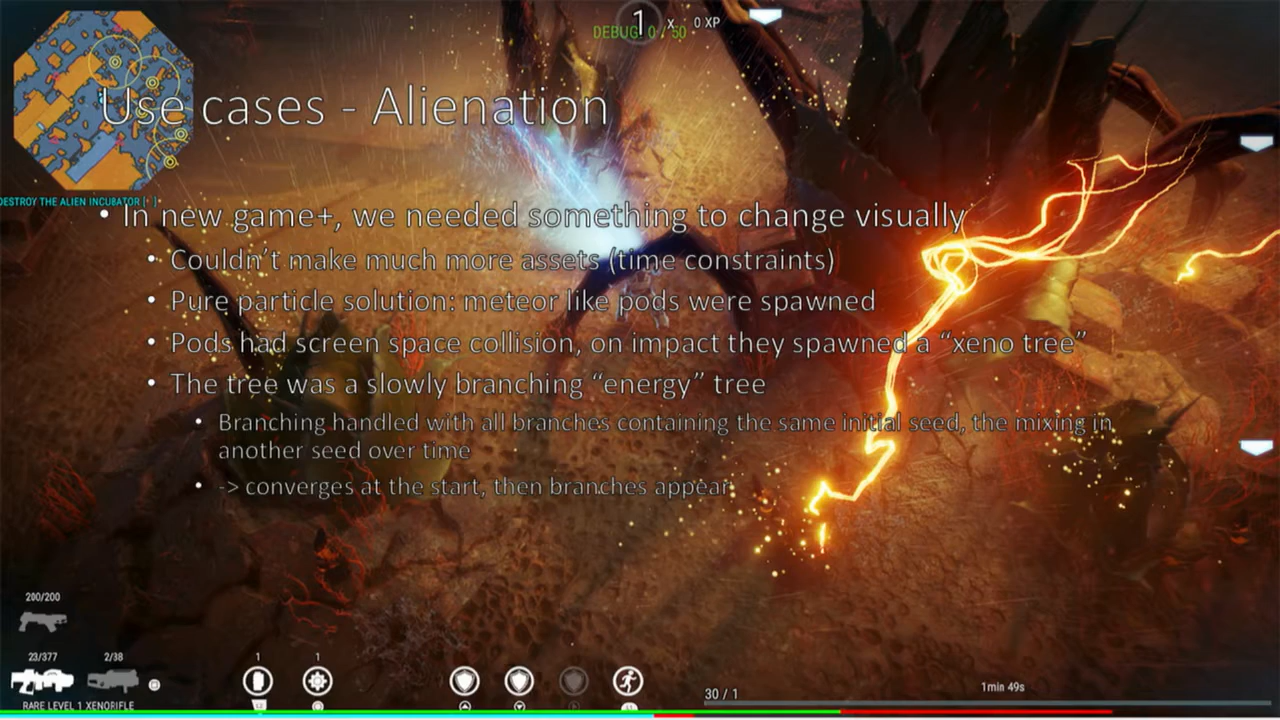 1 x 0 XP
DEBUG: 0 / 50
Use cases - Alienation
DESTROY THE ALIEN INCUBATOR [ ]
• In new game+, we needed something to change visually
• Couldn't make much more assets (time constraints)
• Pure particle solution: meteor like pods were spawned
• Pods had screen space collision, on impact they spawned a “xeno tree”
• The tree was a slowly branching “energy” tree
• Branching handled with all branches containing the same initial seed, the mixing in
another seed over time
• -> converges at the start, then branches appear
200/200
23/377 2/38 1 1
30 / 1 1min 49s
RARE LEVEL 1 XENORIFLE